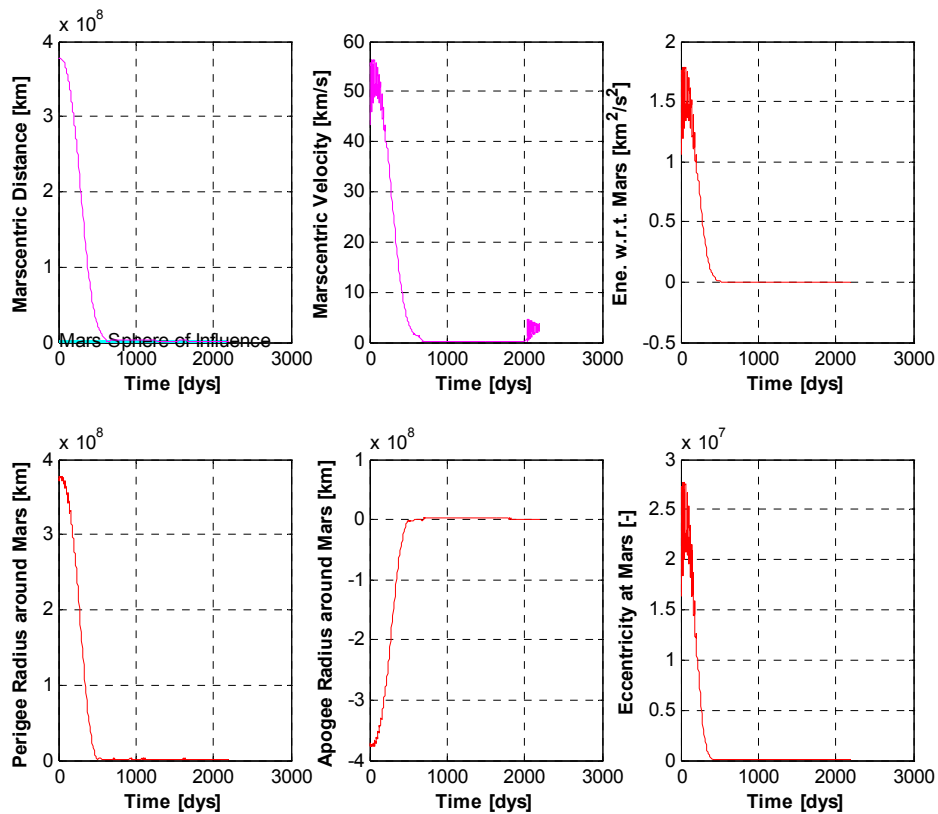 x 10^8
4
3
2
1
0
Marscentric Distance [km]
Mars Sphere of Influence
0 1000 2000 3000
Time [dys]
60
50
40
30
20
10
0
Marscentric Velocity [km/s]
0 1000 2000 3000
Time [dys]
2
1.5
1
0.5
0
-0.5
Ene. w.r.t. Mars [km^2/s^2]
0 1000 2000 3000
Time [dys]
x 10^8
4
3
2
1
0
Perigee Radius around Mars [km]
0 1000 2000 3000
Time [dys]
x 10^8
1
0
-1
-2
-3
-4
Apogee Radius around Mars [km]
0 1000 2000 3000
Time [dys]
x 10^7
3
2.5
2
1.5
1
0.5
0
Eccentricity at Mars [-]
0 1000 2000 3000
Time [dys]